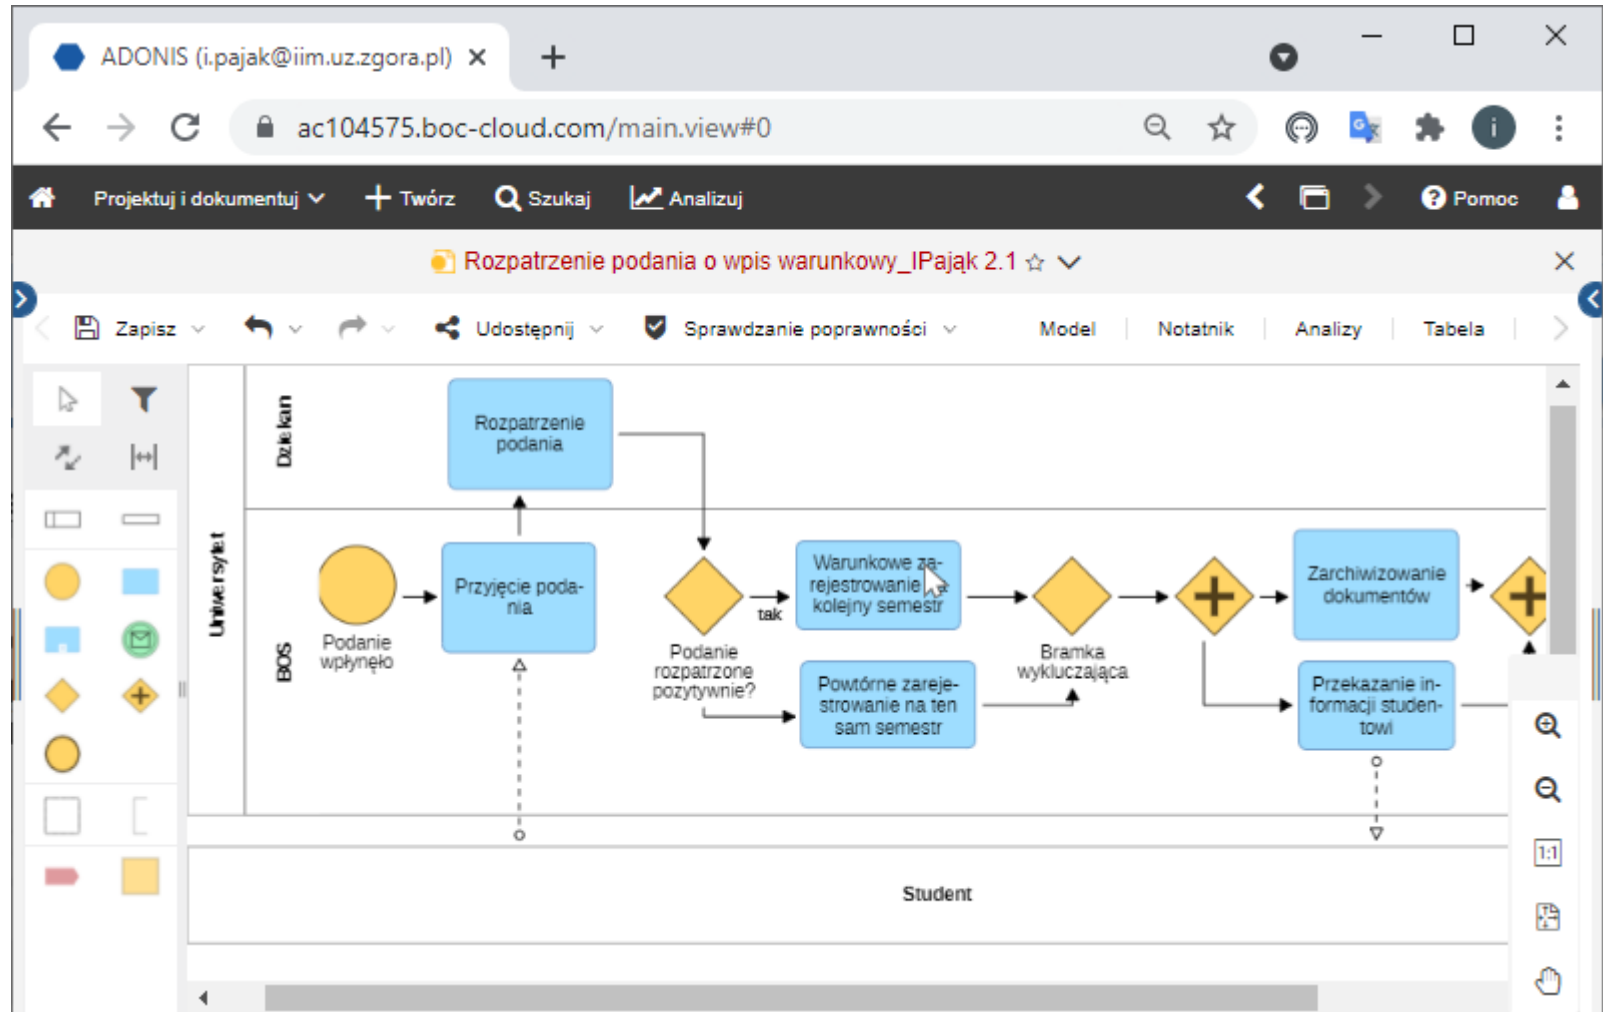 ADONIS (i.pajak@iim.uz.zgora.pl)
ac104575.boc-cloud.com/main.view#0
i
Projektuj i dokumentuj
Twórz
Szukaj
Analizuj
Pomoc
Rozpatrzenie podania o wpis warunkowy_IPająk 2.1
Zapisz
Udostępnij
Sprawdzanie poprawności
Model
Notatnik
Analizy
Tabela
Uniwersytet
Dziekan
Rozpatrzenie
podania
BOS
Podanie
wpłynęło
Przyjęcie poda-
nia
Podanie
rozpatrzone
pozytywnie?
tak
Warunkowe za-
rejestrowanie
kolejny semestr
Powtórne zareje-
strowanie na ten
sam semestr
Bramka
wykluczająca
Zarchiwizowanie
dokumentów
Przekazanie in-
formacji studen-
towi
1:1
Student